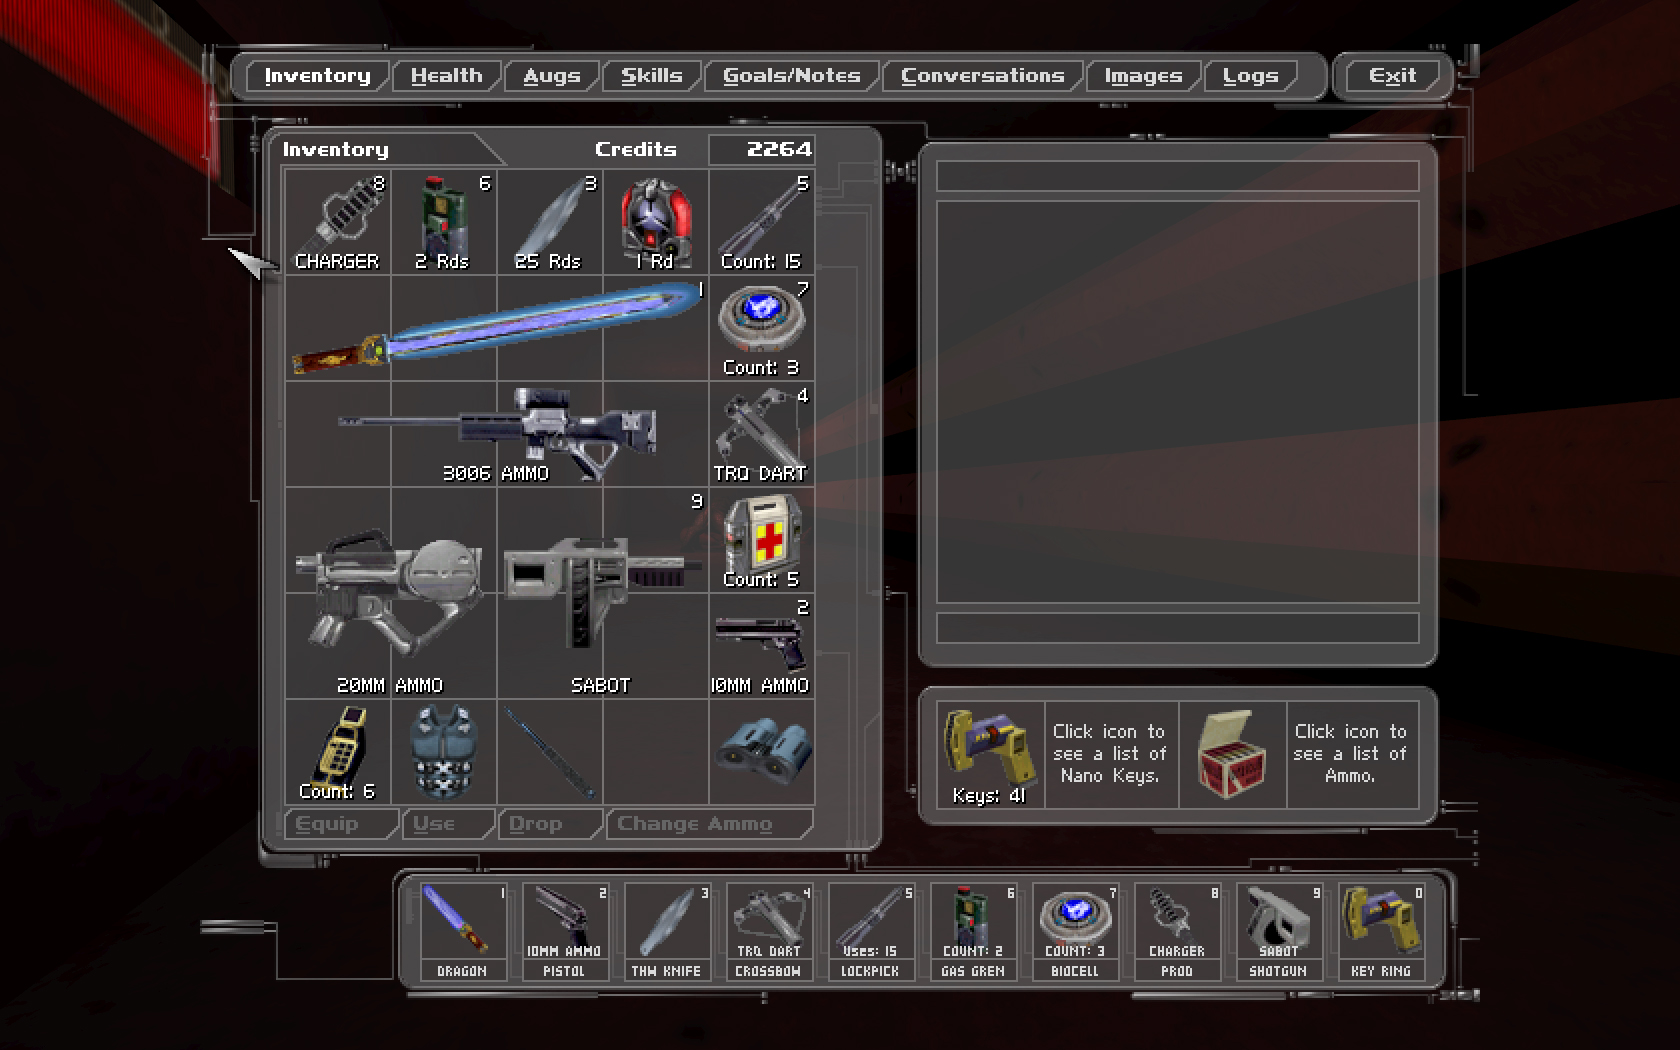 Inventory Health Augs Skills Goals/Notes Conversations Images Logs Exit
Inventory Credits 2264
8 6 3 5
CHARGER 2 Rds 25 Rds 1 Rd Count: 15
1 7
Count: 3
4
3006 AMMO TRQ DART
9
Count: 5
2
20MM AMMO SABOT 10MM AMMO
Count: 6
Equip Use Drop Change Ammo
Keys: 41
Click icon to
see a list of
Nano Keys.
Click icon to
see a list of
Ammo.
1 2 3 4 5 6 7 8 9 0
10MM AMMO TRQ DART Uses: 15 COUNT: 2 COUNT: 3 CHARGER SABOT
DRAGON PISTOL THW KNIFE CROSSBOW LOCKPICK GAS GREN BIOCELL PROD SHOTGUN KEY RING